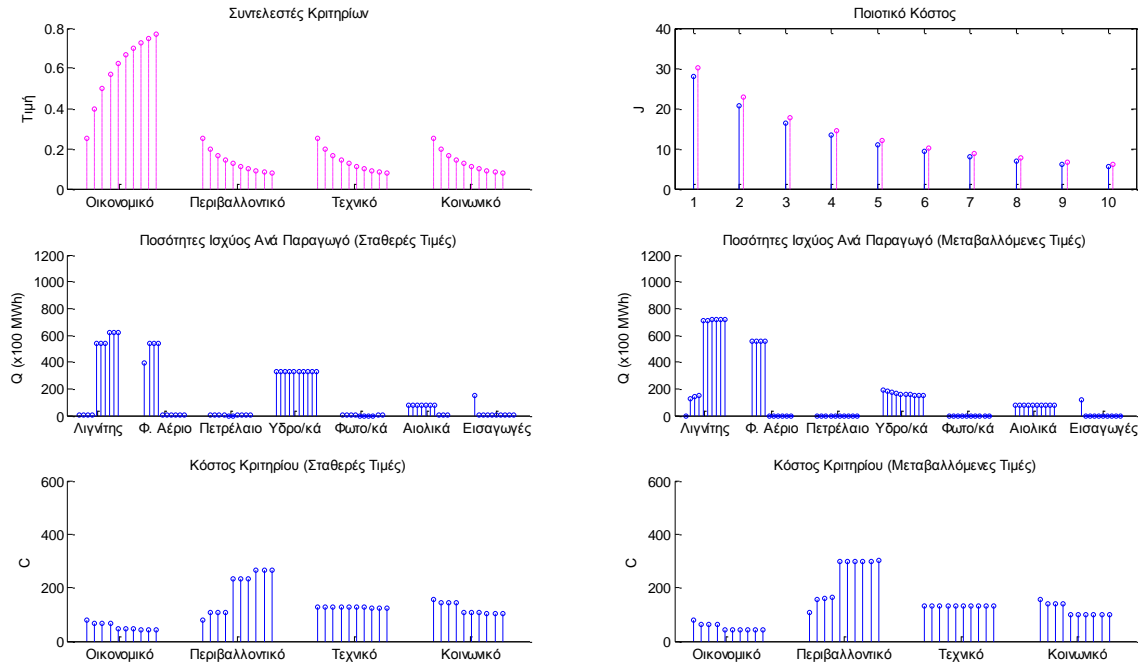 Συντελεστές Κριτηρίων
0.8
0.6
0.4
0.2
0
Τιμή
Οικονομικό Περιβαλλοντικό Τεχνικό Κοινωνικό
Ποιοτικό Κόστος
40
30
20
10
0
J
1 2 3 4 5 6 7 8 9 10
Ποσότητες Ισχύος Ανά Παραγωγό (Σταθερές Τιμές)
1200
1000
800
600
400
200
0
Q (x100 MWh)
Λιγνίτης Φ. Αέριο Πετρέλαιο Υδρο/κά Φωτο/κά Αιολικά Εισαγωγές
Ποσότητες Ισχύος Ανά Παραγωγό (Μεταβαλλόμενες Τιμές)
1200
1000
800
600
400
200
0
Q (x100 MWh)
Λιγνίτης Φ. Αέριο Πετρέλαιο Υδρο/κά Φωτο/κά Αιολικά Εισαγωγές
Κόστος Κριτηρίου (Σταθερές Τιμές)
600
400
200
0
C
Οικονομικό Περιβαλλοντικό Τεχνικό Κοινωνικό
Κόστος Κριτηρίου (Μεταβαλλόμενες Τιμές)
600
400
200
0
C
Οικονομικό Περιβαλλοντικό Τεχνικό Κοινωνικό